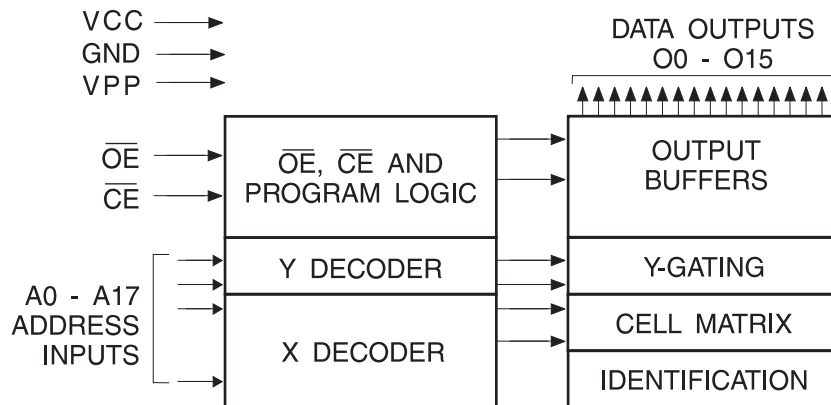 VCC
GND
VPP
OE
CE
A0 - A17
ADDRESS
INPUTS
OE, CE AND
PROGRAM LOGIC
Y DECODER
X DECODER
DATA OUTPUTS
O0 - O15
OUTPUT
BUFFERS
Y-GATING
CELL MATRIX
IDENTIFICATION